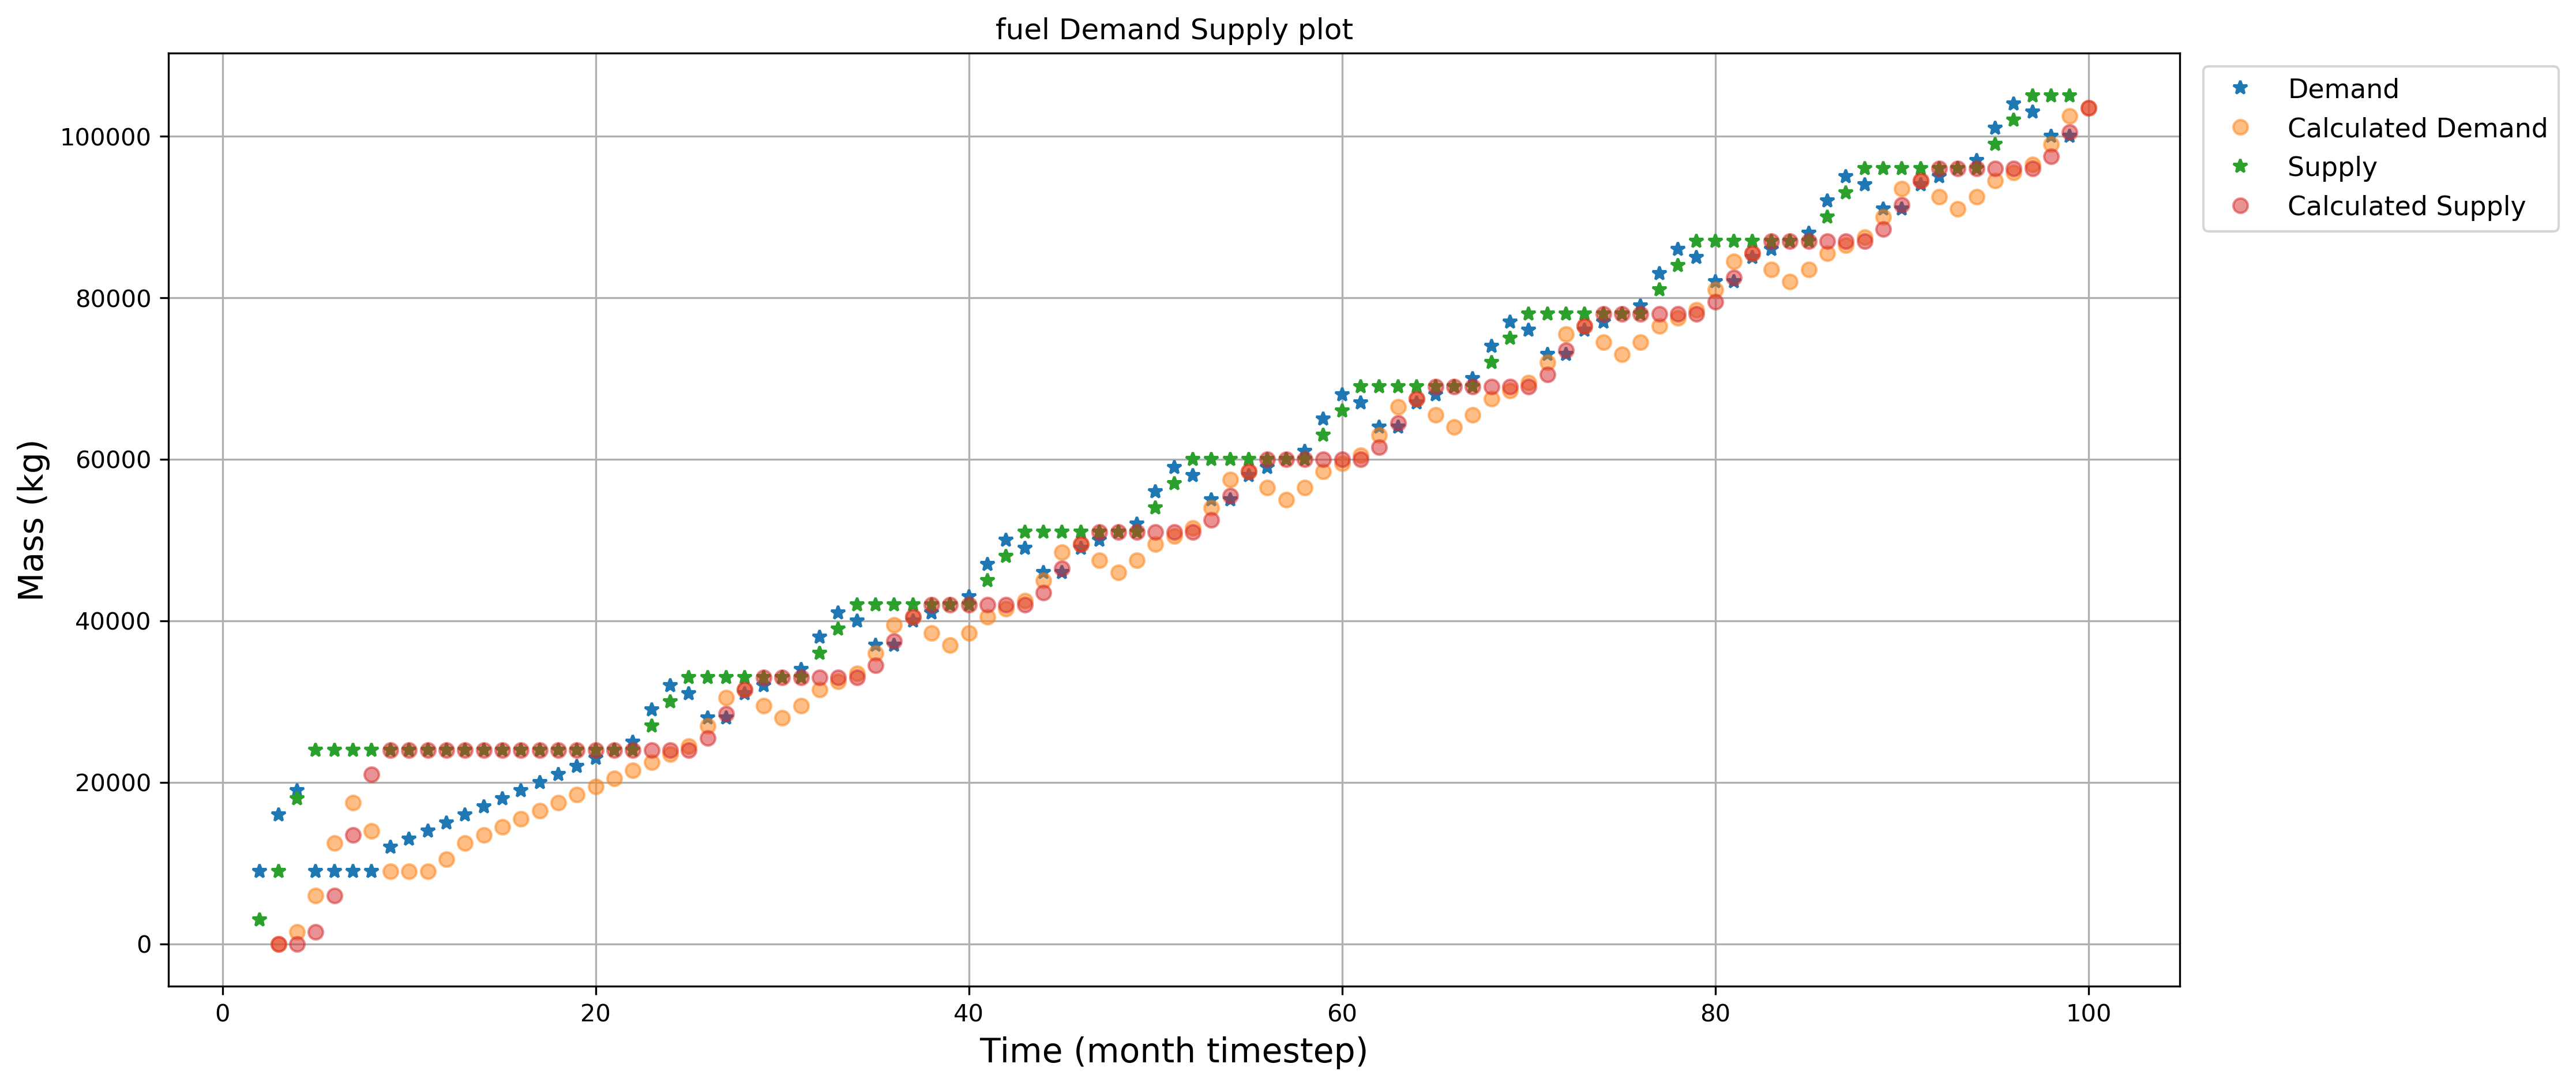 fuel Demand Supply plot
100000
80000
60000
40000
20000
0
Mass (kg)
0 20 40 60 80 100
Time (month timestep)
Demand
Calculated Demand
Supply
Calculated Supply